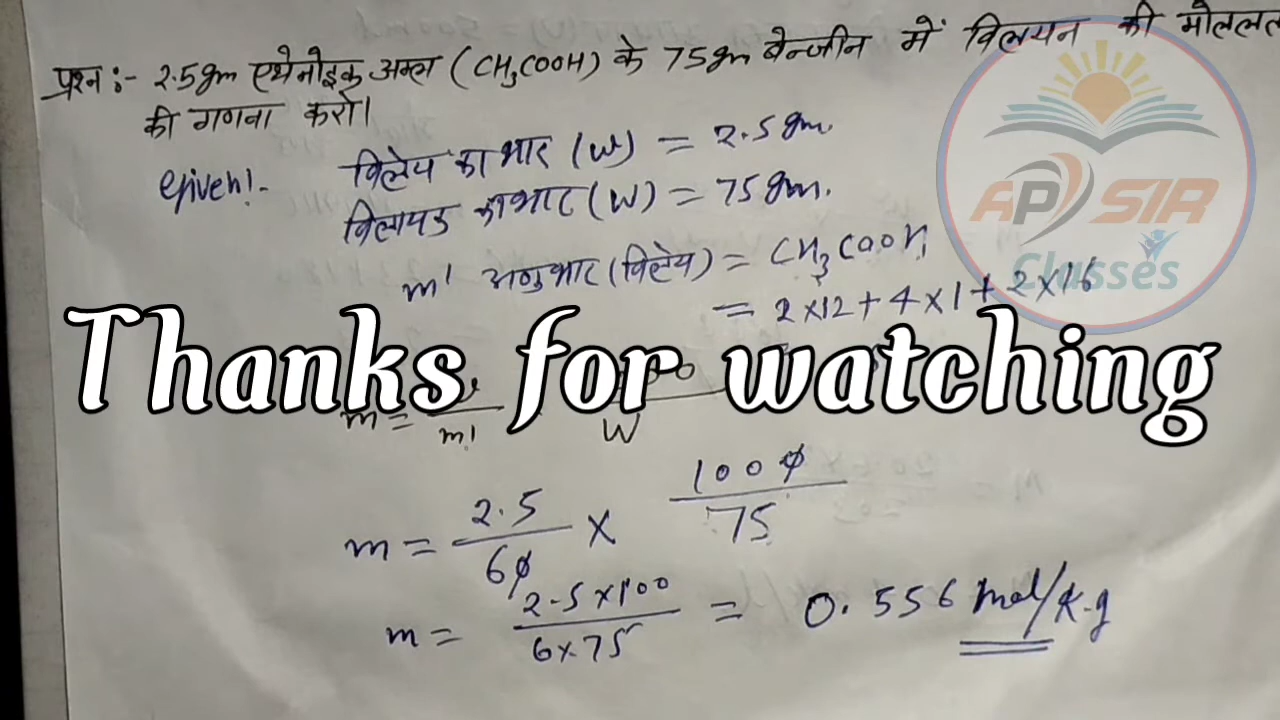 प्रश्न :- 2.5gm एथेनोइक अम्ल (CH3COOH) के 75gm बेन्जीन में विलयन की मोललत
की गणना करो।
Given!- विलेय का भार (w) = 2.5 gm.
विलायक का भार (W) = 75 gm.
m' अणुभार (विलेय) = CH3COOH
= 2×12 + 4×1 + 2×16
AP SIR
Classes
Thanks for watching
m = m! W
m = 2.5 / 60 × 1000 / 75
m = 2.5×100 / 6×75 = 0.556 mol/k.g